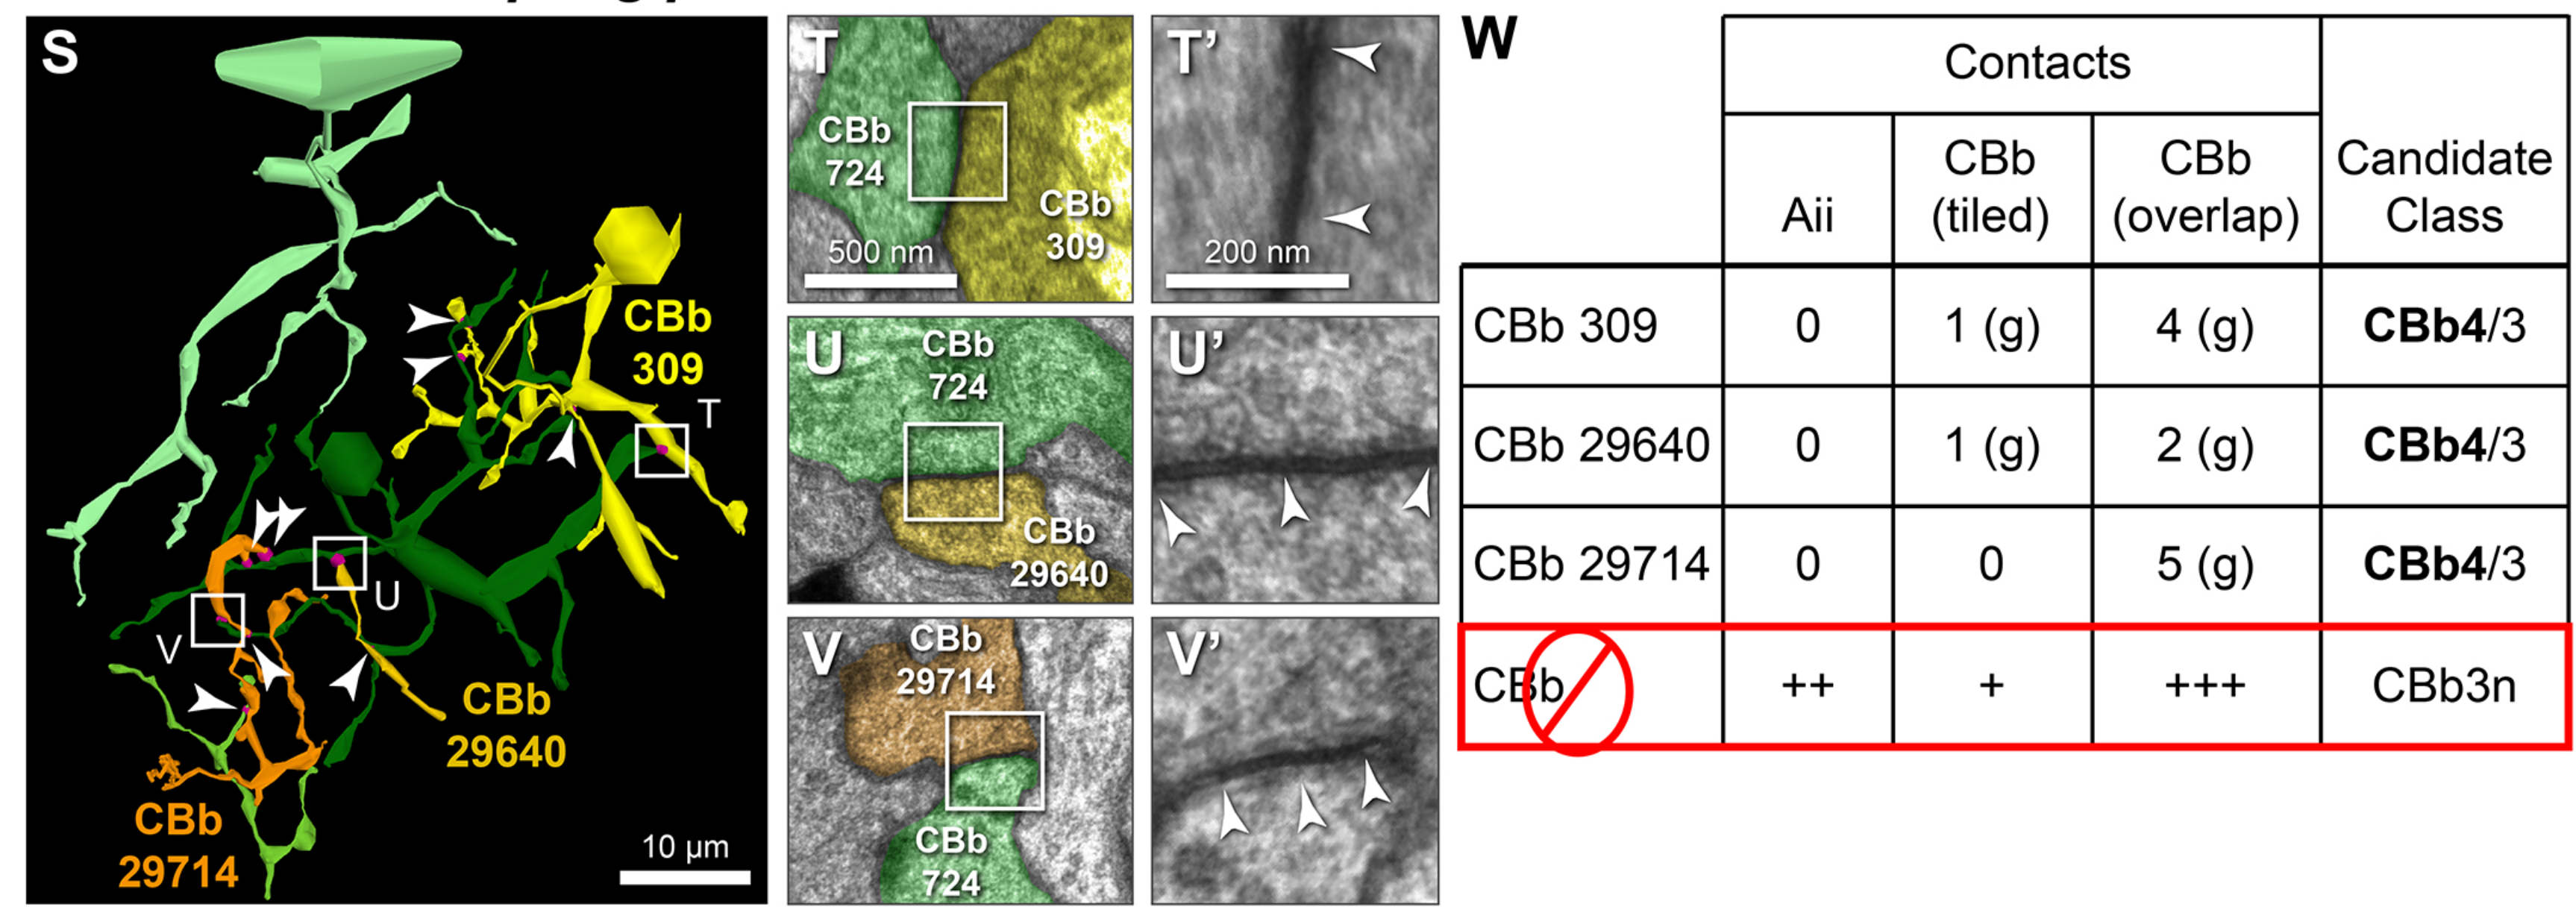 S
CBb
309
T
U
V
CBb
29640
CBb
29714
10 µm
T
CBb
724
CBb
309
500 nm
T’
200 nm
U
CBb
724
CBb
29640
U’
V
CBb
29714
CBb
724
V’
W
Contacts
Aii
CBb
(tiled)
CBb
(overlap)
Candidate
Class
CBb 309 0 1 (g) 4 (g) CBb4/3
CBb 29640 0 1 (g) 2 (g) CBb4/3
CBb 29714 0 0 5 (g) CBb4/3
CBb ++ + +++ CBb3n